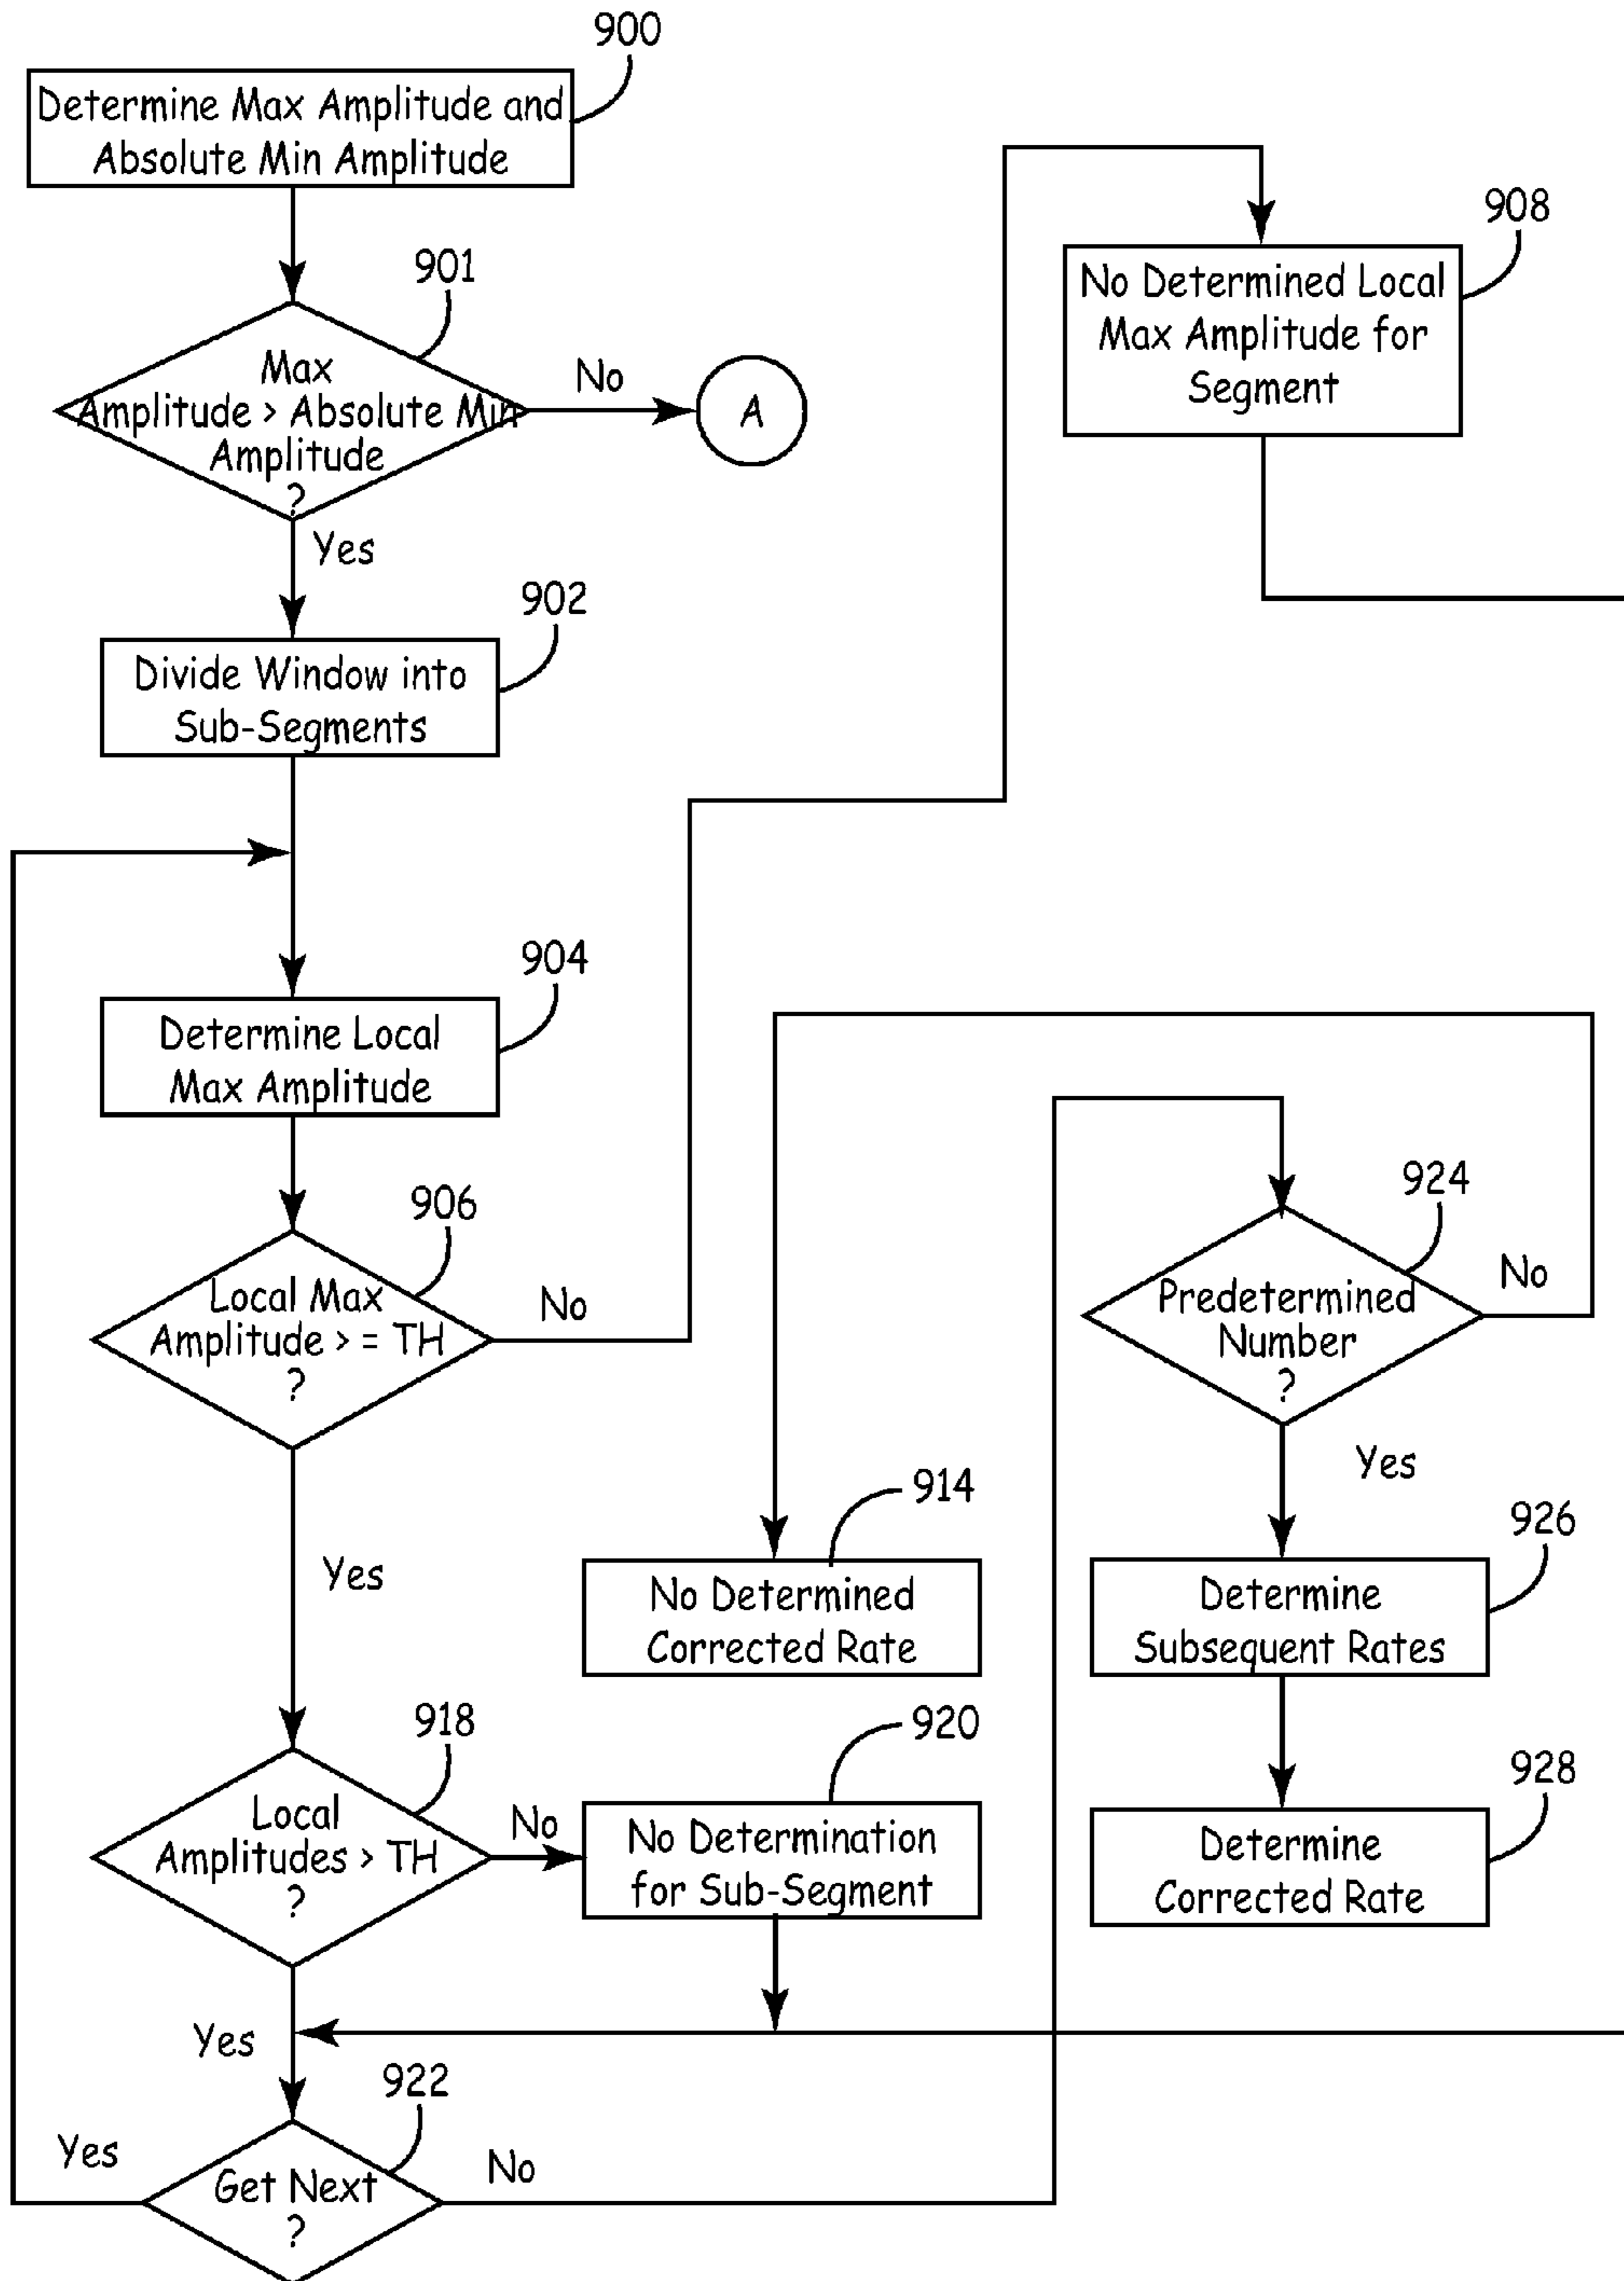 900
Determine Max Amplitude and
Absolute Min Amplitude
901
Max
Amplitude > Absolute Min
Amplitude
?
No
A
Yes
902
Divide Window into
Sub-Segments
904
Determine Local
Max Amplitude
906
Local Max
Amplitude > = TH
?
No
Yes
908
No Determined Local
Max Amplitude for
Segment
914
No Determined
Corrected Rate
918
Local
Amplitudes > TH
?
No
920
No Determination
for Sub-Segment
Yes
922
Get Next
?
Yes
No
924
Predetermined
Number
?
No
Yes
926
Determine
Subsequent Rates
928
Determine
Corrected Rate